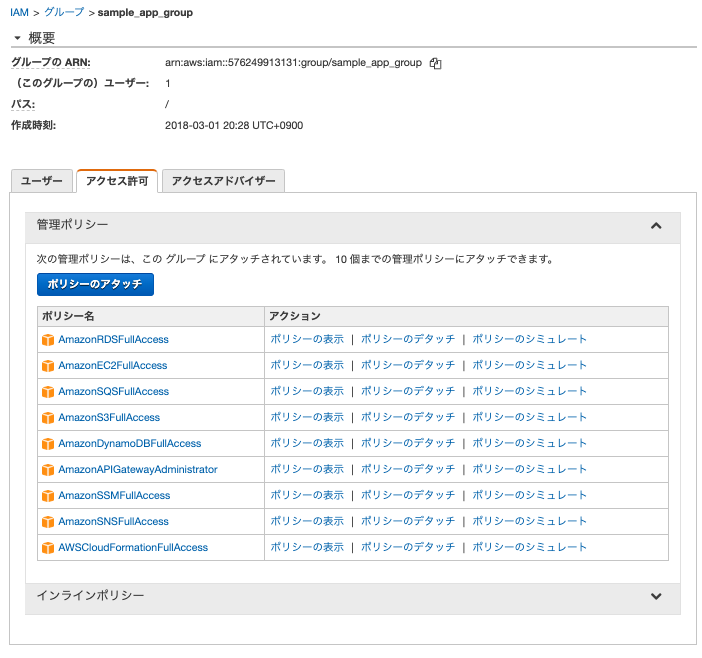 IAM > グループ > sample_app_group
概要
グループの ARN: arn:aws:iam::576249913131:group/sample_app_group
（このグループの）ユーザー: 1
パス: /
作成時刻: 2018-03-01 20:28 UTC+0900
ユーザー アクセス許可 アクセスアドバイザー
管理ポリシー
次の管理ポリシーは、この グループ にアタッチされています。 10 個までの管理ポリシーにアタッチできます。
ポリシーのアタッチ
ポリシー名 アクション
AmazonRDSFullAccess ポリシーの表示 | ポリシーのデタッチ | ポリシーのシミュレート
AmazonEC2FullAccess ポリシーの表示 | ポリシーのデタッチ | ポリシーのシミュレート
AmazonSQSFullAccess ポリシーの表示 | ポリシーのデタッチ | ポリシーのシミュレート
AmazonS3FullAccess ポリシーの表示 | ポリシーのデタッチ | ポリシーのシミュレート
AmazonDynamoDBFullAccess ポリシーの表示 | ポリシーのデタッチ | ポリシーのシミュレート
AmazonAPIGatewayAdministrator ポリシーの表示 | ポリシーのデタッチ | ポリシーのシミュレート
AmazonSSMFullAccess ポリシーの表示 | ポリシーのデタッチ | ポリシーのシミュレート
AmazonSNSFullAccess ポリシーの表示 | ポリシーのデタッチ | ポリシーのシミュレート
AWSCloudFormationFullAccess ポリシーの表示 | ポリシーのデタッチ | ポリシーのシミュレート
インラインポリシー